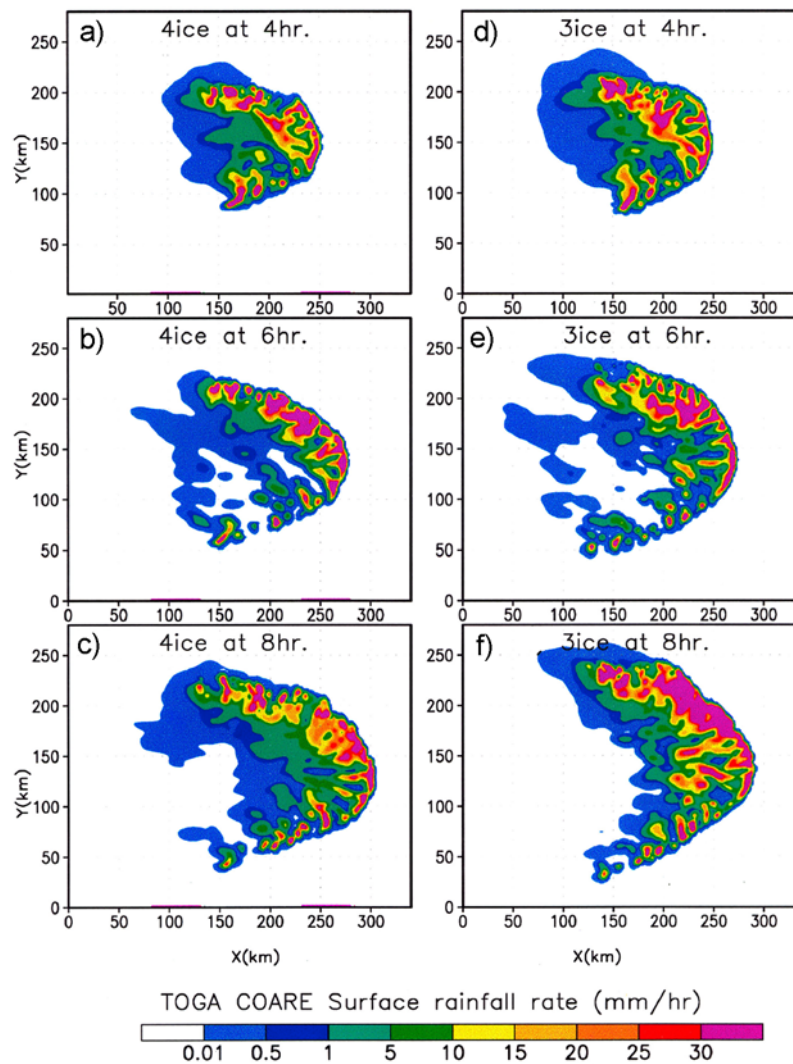 a) 4ice at 4hr.
250
200
150
100
50
Y(km)
50 100 150 200 250 300
d) 3ice at 4hr.
250
200
150
100
50
0
0 50 100 150 200 250 300
b) 4ice at 6hr.
250
200
150
100
50
0
Y(km)
0 50 100 150 200 250 300
e) 3ice at 6hr.
250
200
150
100
50
0
0 50 100 150 200 250 300
c) 4ice at 8hr.
250
200
150
100
50
0
Y(km)
0 50 100 150 200 250 300
X(km)
f) 3ice at 8hr.
250
200
150
100
50
0
0 50 100 150 200 250 300
X(km)
TOGA COARE Surface rainfall rate (mm/hr)
0.01 0.5 1 5 10 15 20 25 30